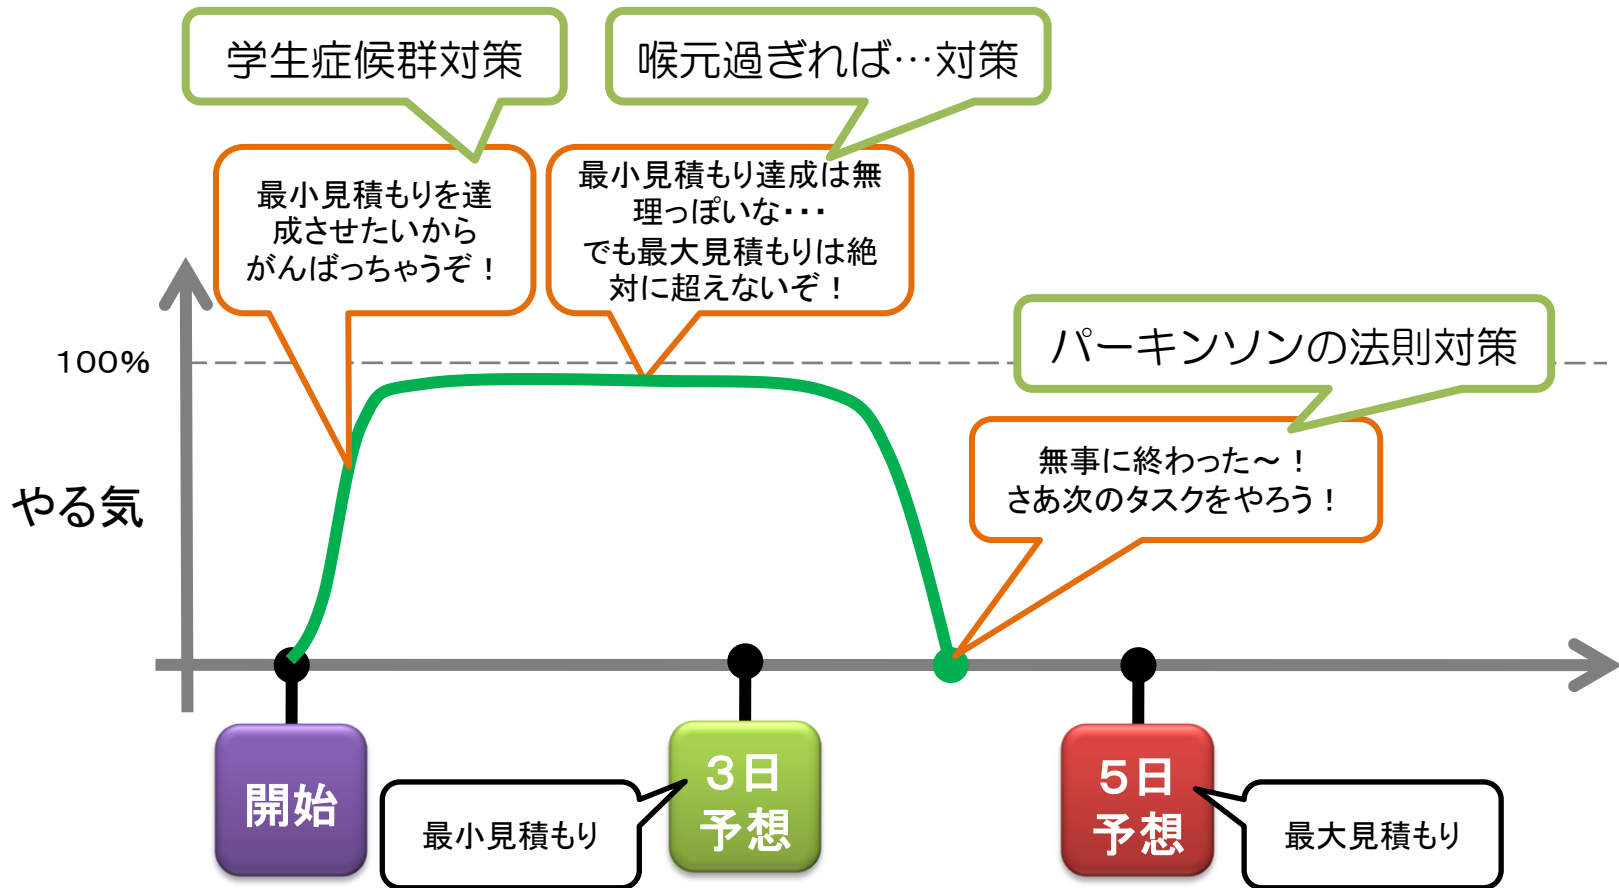 学生症候群対策
喉元過ぎれば…対策
最小見積もりを達
成させたいから
がんばっちゃうぞ！
最小見積もり達成は無
理っぽいな・・・
でも最大見積もりは絶
対に超えないぞ！
パーキンソンの法則対策
100%
無事に終わった～！
さあ次のタスクをやろう！
やる気
開始
最小見積もり
３日
予想
５日
予想
最大見積もり